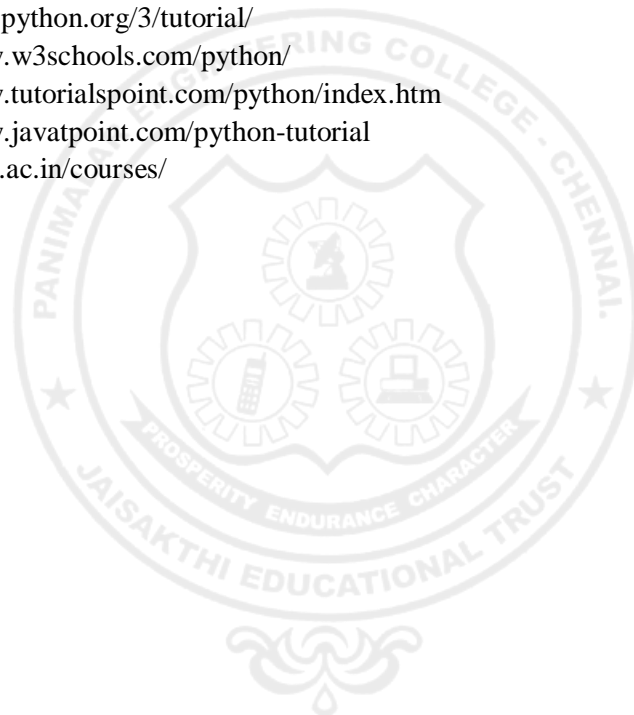 python.org/3/tutorial/
.w3schools.com/python/
.tutorialspoint.com/python/index.htm
.javatpoint.com/python-tutorial
.ac.in/courses/
PANIMALAR ENGINEERING COLLEGE - CHENNAI.
PROSPERITY ENDURANCE CHARACTER
JAISAKTHI EDUCATIONAL TRUST